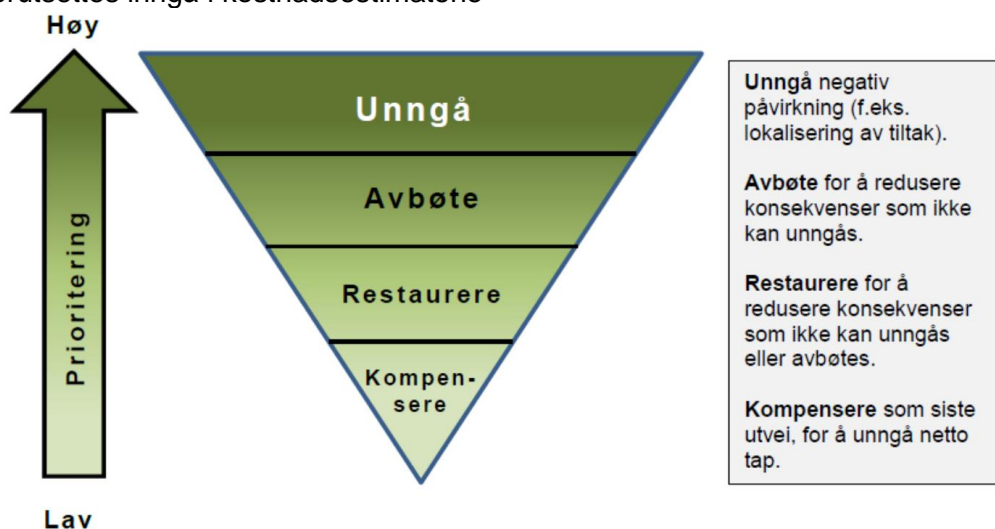 inngå i kostnadsestimatene
Høy
Prioritering
Lav
Unngå
Avbøte
Restaurere
Kompen-
sere
Unngå negativ
påvirkning (f.eks.
lokalisering av tiltak).
Avbøte for å redusere
konsekvenser som ikke
kan unngås.
Restaurere for å
redusere konsekvenser
som ikke kan unngås
eller avbøtes.
Kompensere som siste
utvei, for å unngå netto
tap.